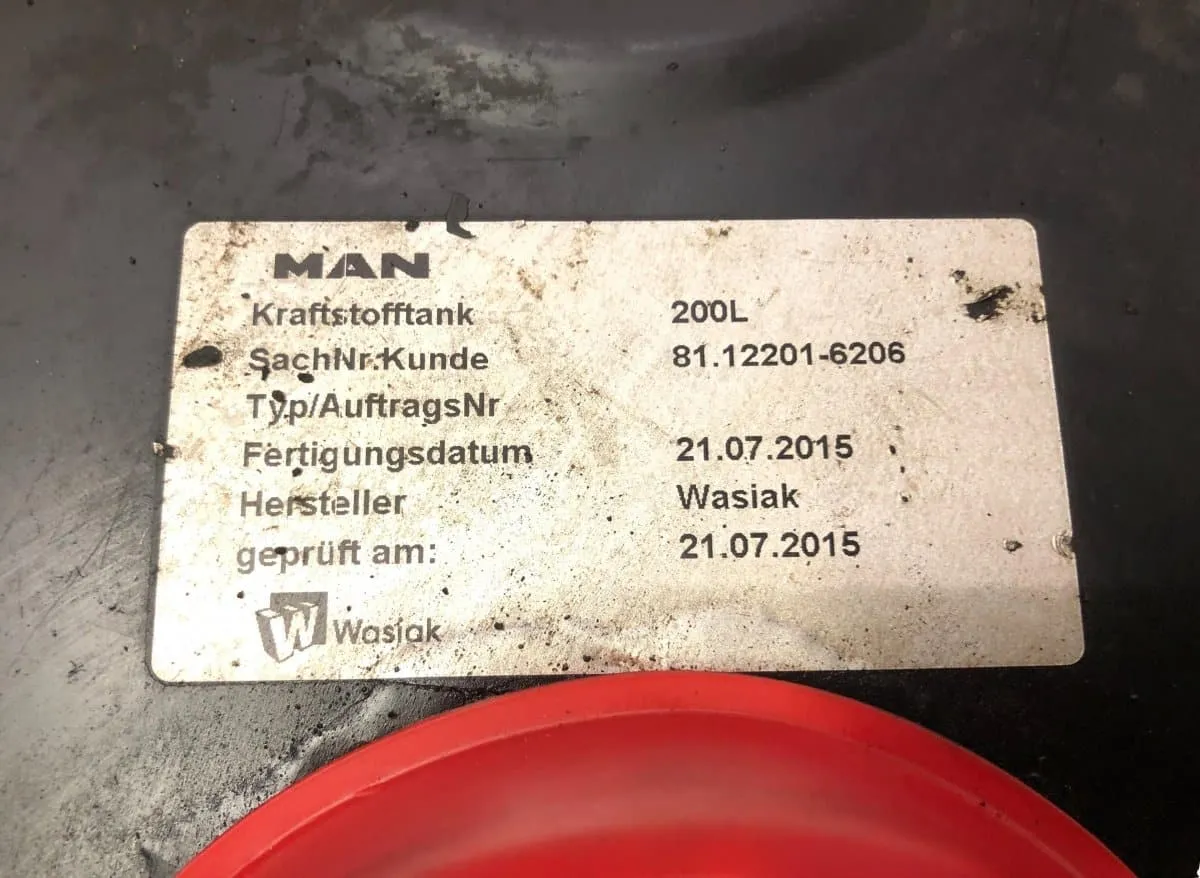 MAN
Kraftstofftank 200L
SachNr.Kunde 81.12201-6206
Typ/AuftragsNr
Fertigungsdatum 21.07.2015
Hersteller Wasiak
geprüft am: 21.07.2015
W Wasiak